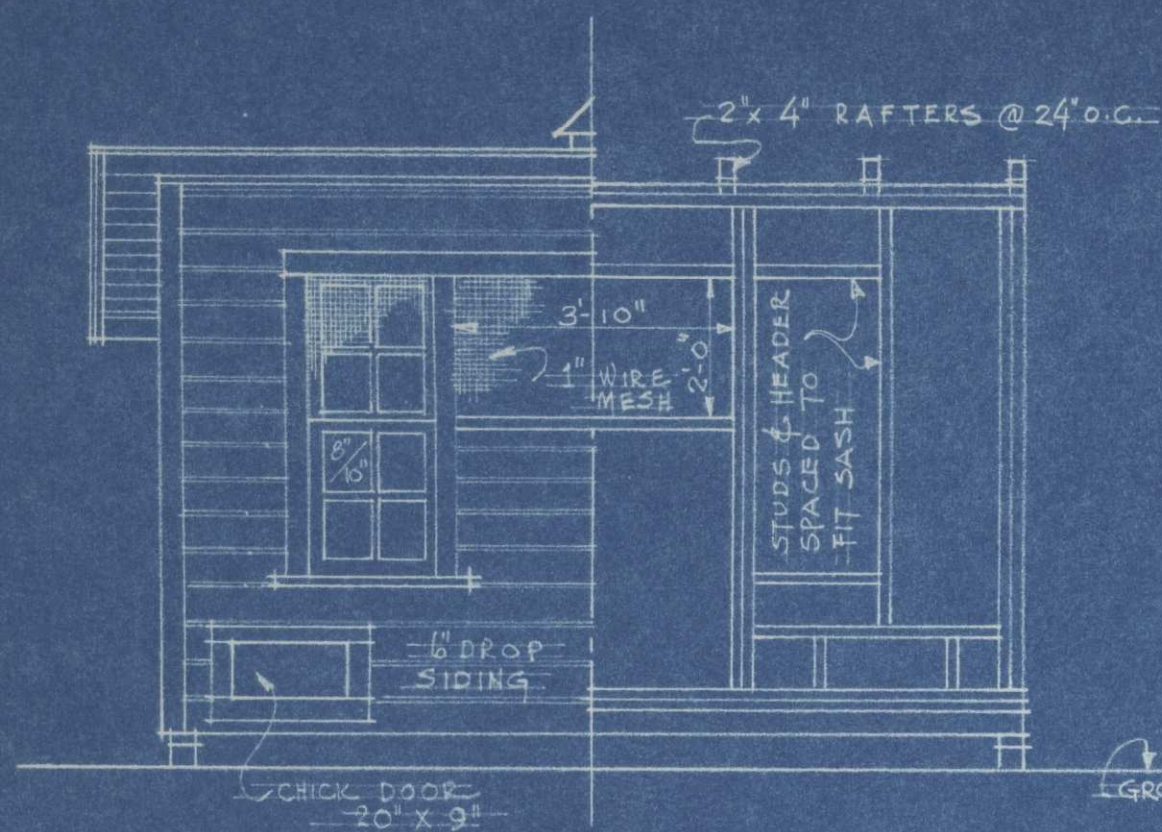 2"x 4" RAFTERS @ 24" O.C.
3'-10"
2'-0"
1" WIRE
MESH
STUDS & HEADER
SPACED TO
FIT SASH
8"/10"
6" DROP
SIDING
CHICK DOOR
20" X 9"